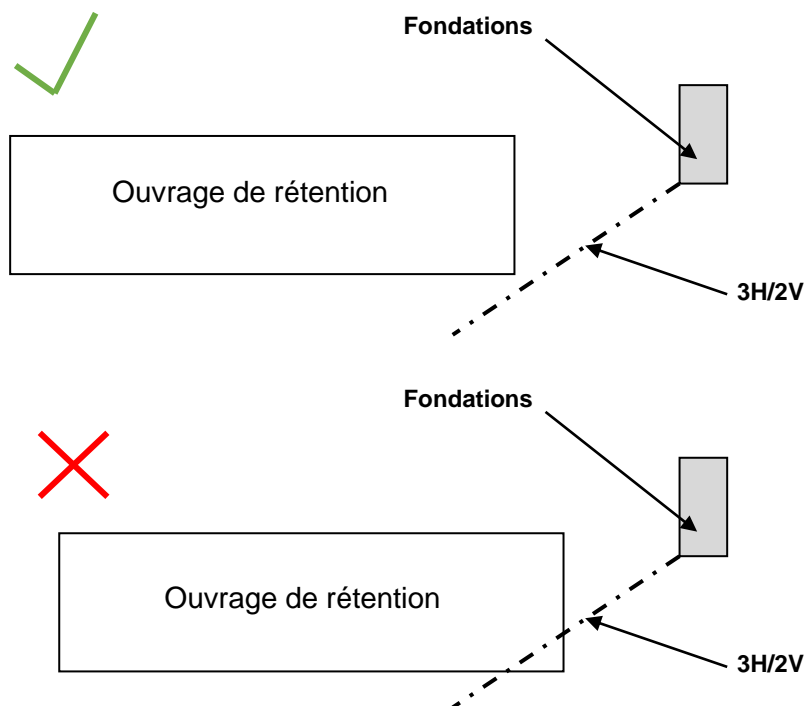 Fondations
Ouvrage de rétention
3H/2V
Fondations
Ouvrage de rétention
3H/2V